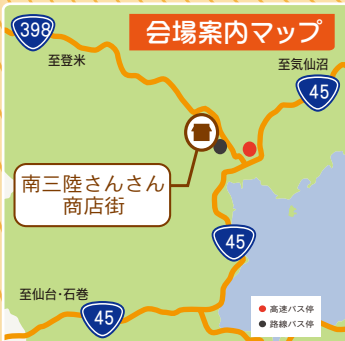 398
会場案内マップ
至登米
至気仙沼
45
南三陸さんさん
商店街
45
至仙台・石巻
45
高速バス停
路線バス停